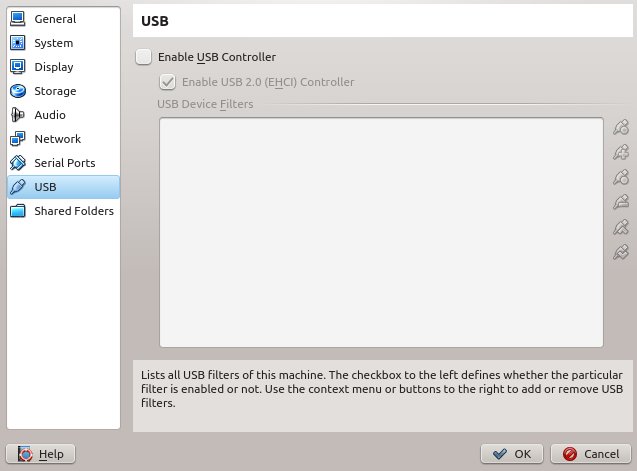 General
System
Display
Storage
Audio
Network
Serial Ports
USB
Shared Folders
USB
Enable USB Controller
Enable USB 2.0 (EHCI) Controller
USB Device Filters
Lists all USB filters of this machine. The checkbox to the left defines whether the particular
filter is enabled or not. Use the context menu or buttons to the right to add or remove USB
filters.
Help
OK
Cancel